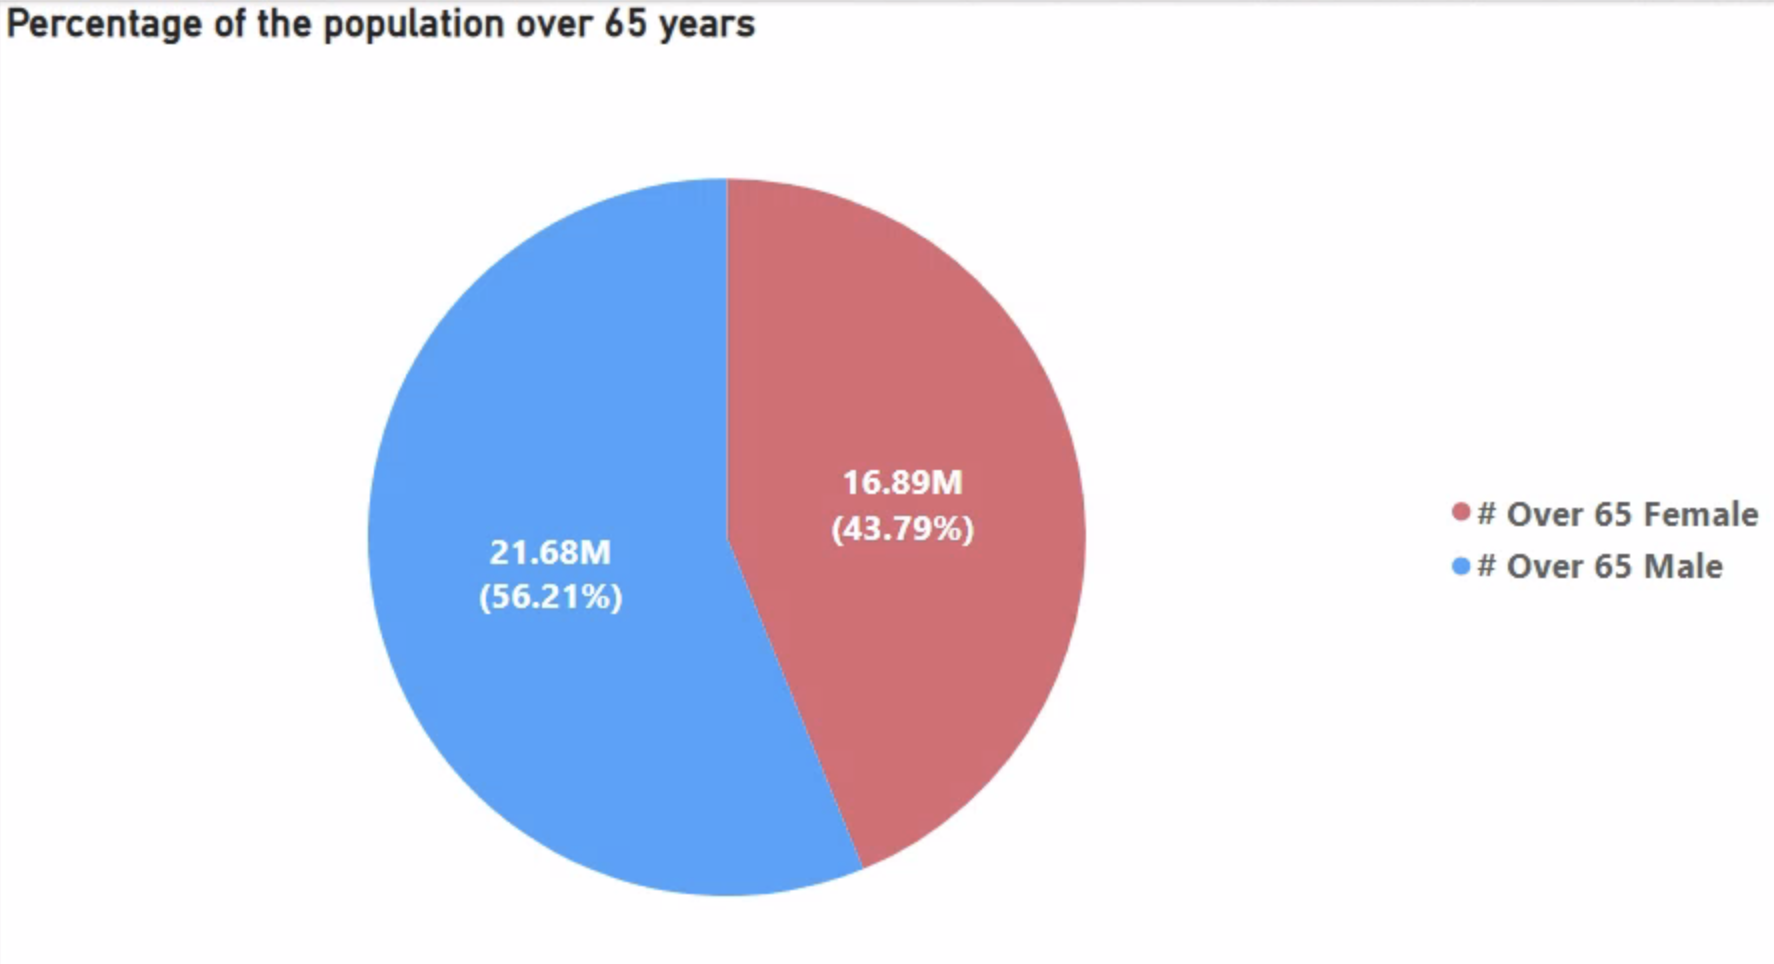 Percentage of the population over 65 years
16.89M
(43.79%)
21.68M
(56.21%)
# Over 65 Female
# Over 65 Male